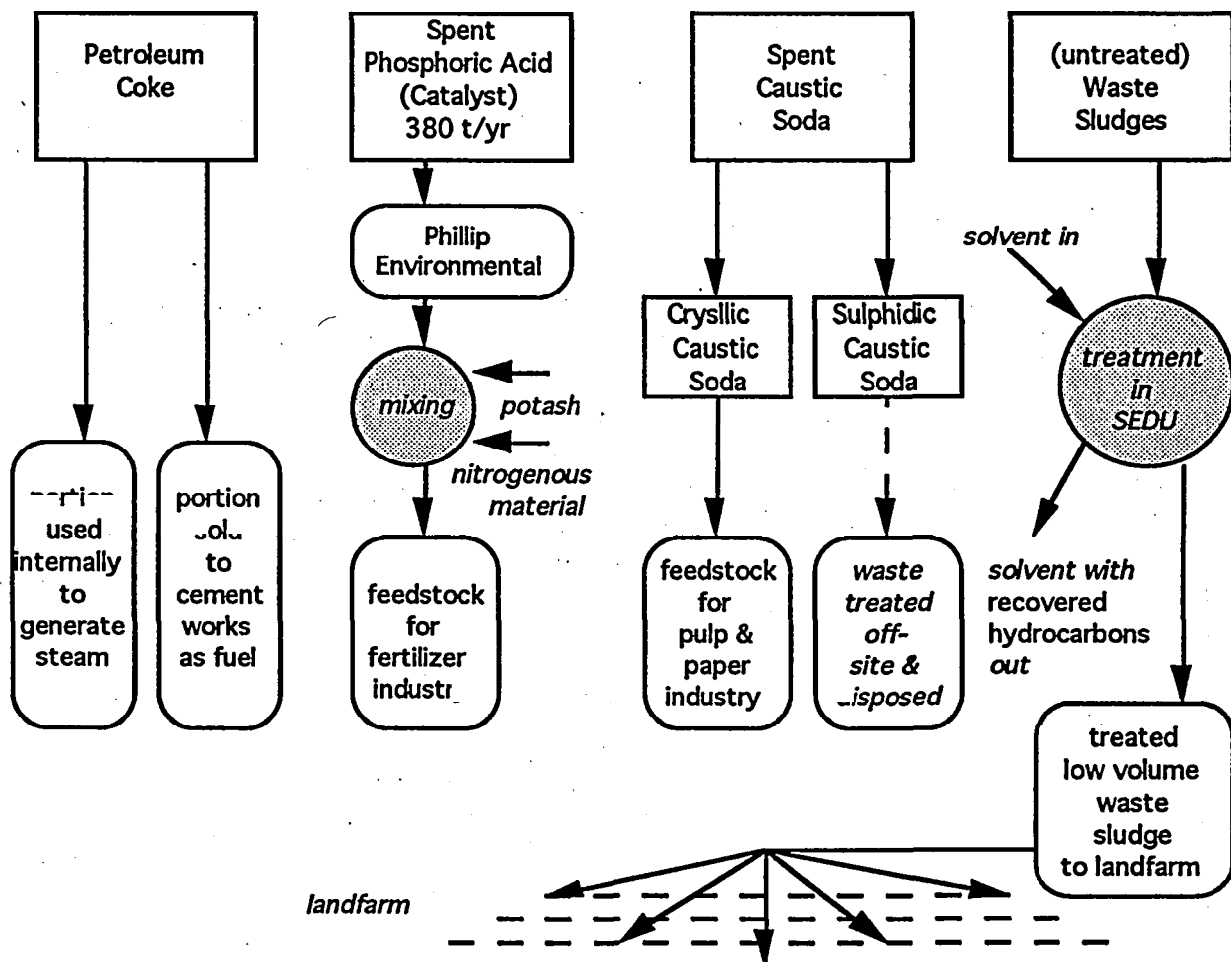 Petroleum
Coke
Spent
Phosphoric Acid
(Catalyst)
380 t/yr
Spent
Caustic
Soda
(untreated)
Waste
Sludges
Phillip
Environmental
solvent in
Crysllic
Caustic
Soda
Sulphidic
Caustic
Soda
treatment
in
SEDU
mixing
potash
nitrogenous
material
used
internally
to
generate
steam
portion
to
cement
works
as fuel
feedstock
for
fertilizer
feedstock
for
pulp &
paper
industry
waste
treated
off-
site &
solvent with
recovered
hydrocarbons
out
treated
low volume
waste
sludge
to landfarm
landfarm